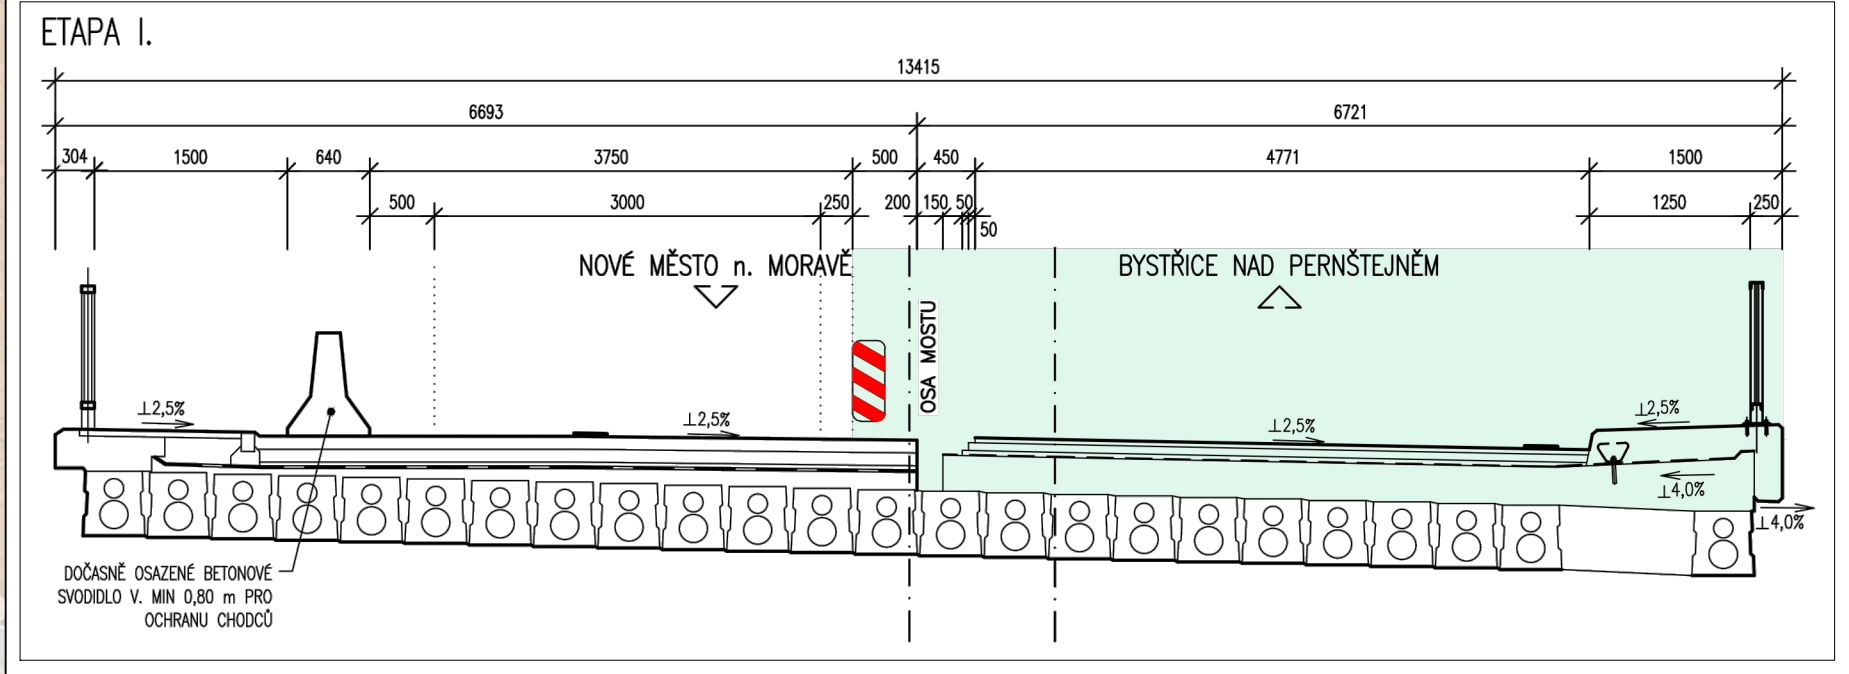 ETAPA I.
13415
6693 6721
304 1500 640 3750 500 450 4771 1500
500 3000 250 200 150 50 1250 250
50
NOVÉ MĚSTO n. MORAVĚ BYSTŘICE NAD PERNŠTEJNĚM
OSA MOSTU
⊥2,5% ⊥2,5% ⊥2,5% ⊥2,5%
⊥4,0%
⊥4,0%
DOČASNĚ OSAZENÉ BETONOVÉ
SVODIDLO V. MIN 0,80 m PRO
OCHRANU CHODCŮ